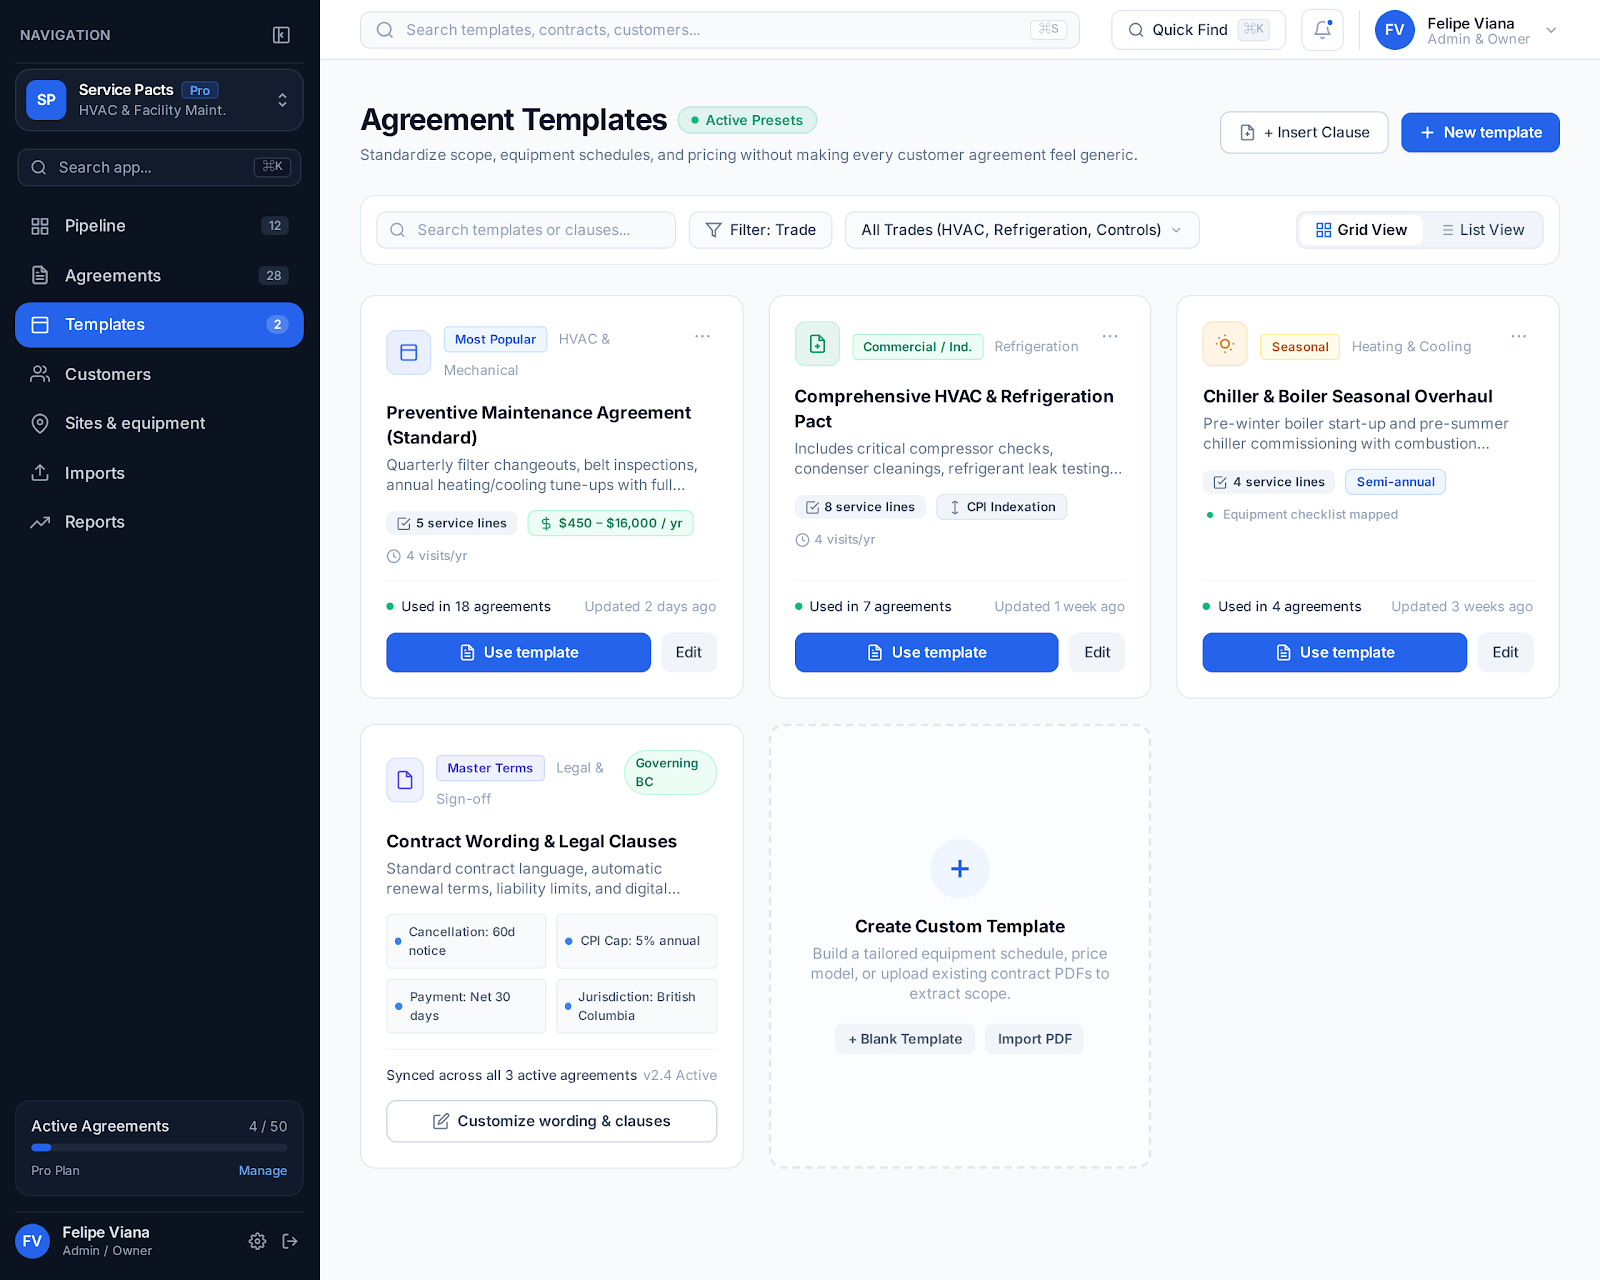 NAVIGATION
SP
Service Pacts Pro
HVAC & Facility Maint.
Search app... ⌘K
Pipeline 12
Agreements 28
Templates 2
Customers
Sites & equipment
Imports
Reports
Active Agreements 4 / 50
Pro Plan Manage
FV
Felipe Viana
Admin / Owner
Search templates, contracts, customers... ⌘S
Quick Find ⌘K
FV
Felipe Viana
Admin & Owner
Agreement Templates Active Presets
Standardize scope, equipment schedules, and pricing without making every customer agreement feel generic.
+ Insert Clause
New template
Search templates or clauses...
Filter: Trade
All Trades (HVAC, Refrigeration, Controls)
Grid View
List View
Most Popular HVAC &
Mechanical
Preventive Maintenance Agreement
(Standard)
Quarterly filter changeouts, belt inspections,
annual heating/cooling tune-ups with full...
5 service lines $450 – $16,000 / yr
4 visits/yr
Used in 18 agreements Updated 2 days ago
Use template Edit
Commercial / Ind. Refrigeration
Comprehensive HVAC & Refrigeration
Pact
Includes critical compressor checks,
condenser cleanings, refrigerant leak testing...
8 service lines CPI Indexation
4 visits/yr
Used in 7 agreements Updated 1 week ago
Use template Edit
Seasonal Heating & Cooling
Chiller & Boiler Seasonal Overhaul
Pre-winter boiler start-up and pre-summer
chiller commissioning with combustion...
4 service lines Semi-annual
Equipment checklist mapped
Used in 4 agreements Updated 3 weeks ago
Use template Edit
Master Terms Legal &
Sign-off
Governing
BC
Contract Wording & Legal Clauses
Standard contract language, automatic
renewal terms, liability limits, and digital...
Cancellation: 60d
notice
CPI Cap: 5% annual
Payment: Net 30
days
Jurisdiction: British
Columbia
Synced across all 3 active agreements v2.4 Active
Customize wording & clauses
Create Custom Template
Build a tailored equipment schedule, price
model, or upload existing contract PDFs to
extract scope.
+ Blank Template Import PDF